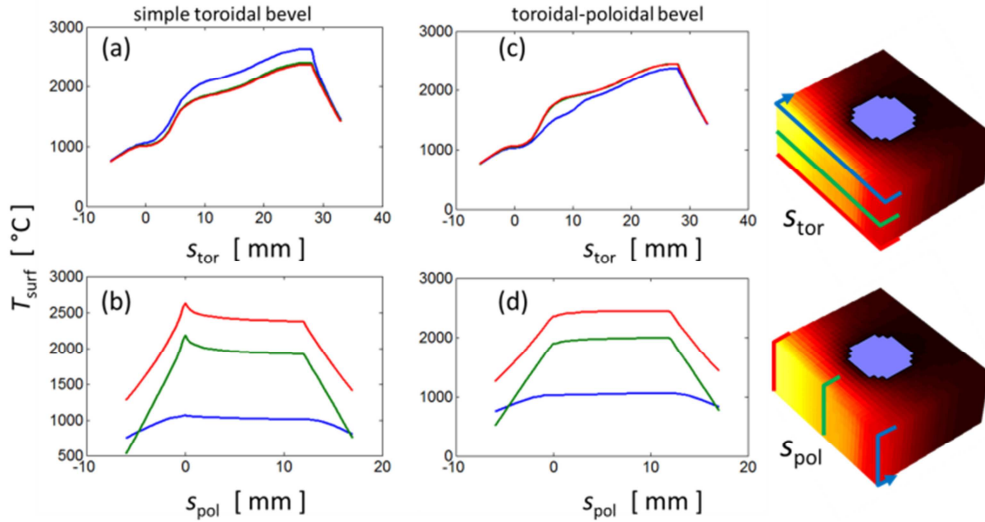 simple toroidal bevel
toroidal-poloidal bevel
3000
2000
1000
0
-10 0 10 20 30 40
(a)
s_tor [ mm ]
3000
2000
1000
0
-10 0 10 20 30 40
(c)
s_tor [ mm ]
s_tor
T_surf [ °C ]
3000
2500
2000
1500
1000
500
-10 0 10 20
(b)
s_pol [ mm ]
3000
2000
1000
0
-10 0 10 20
(d)
s_pol [ mm ]
s_pol